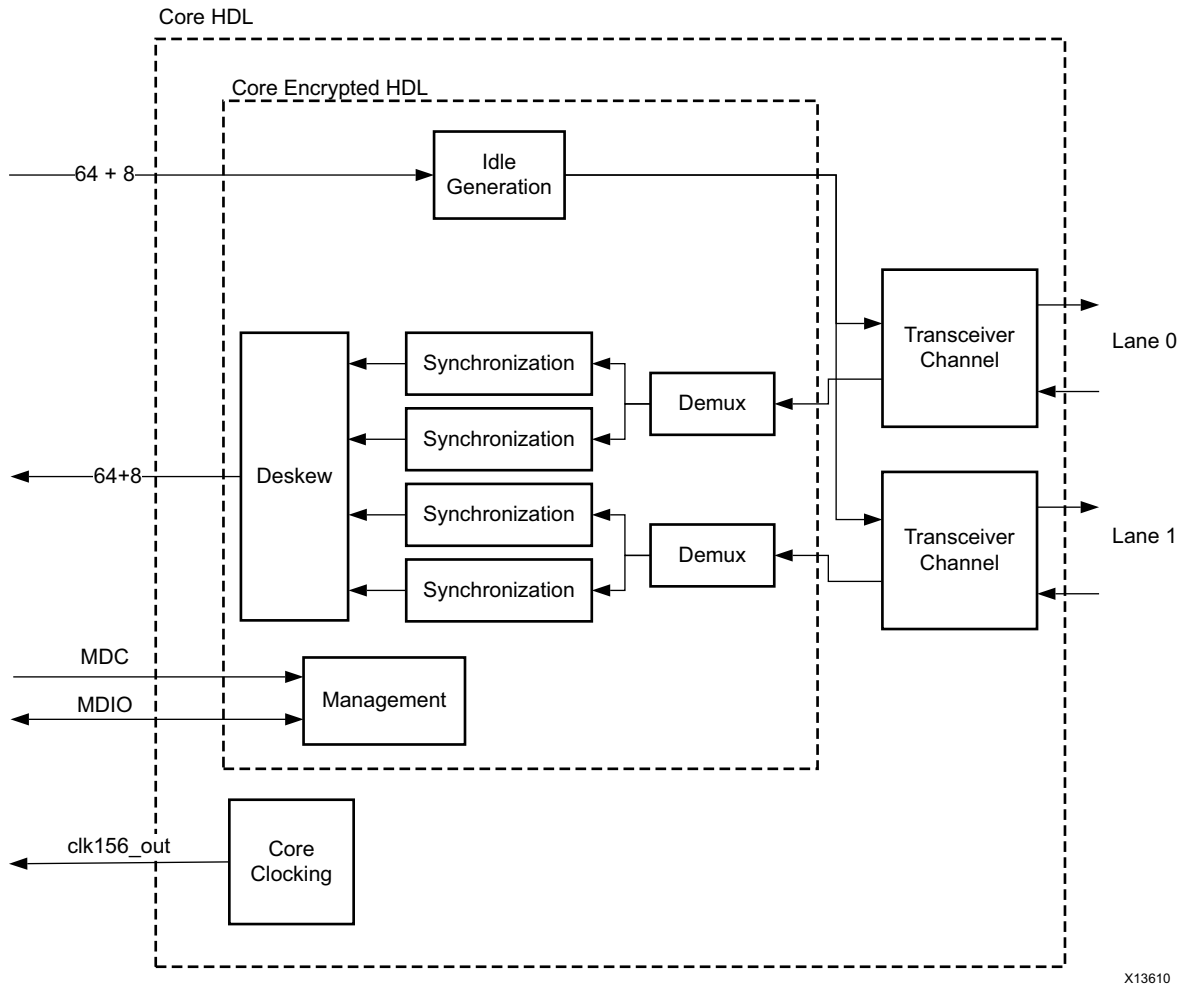 Core HDL
Core Encrypted HDL
64 + 8
Idle
Generation
Transceiver
Channel
Lane 0
Synchronization
Demux
Synchronization
64+8
Deskew
Synchronization
Transceiver
Channel
Lane 1
Demux
Synchronization
MDC
Management
MDIO
clk156_out
Core
Clocking
X13610